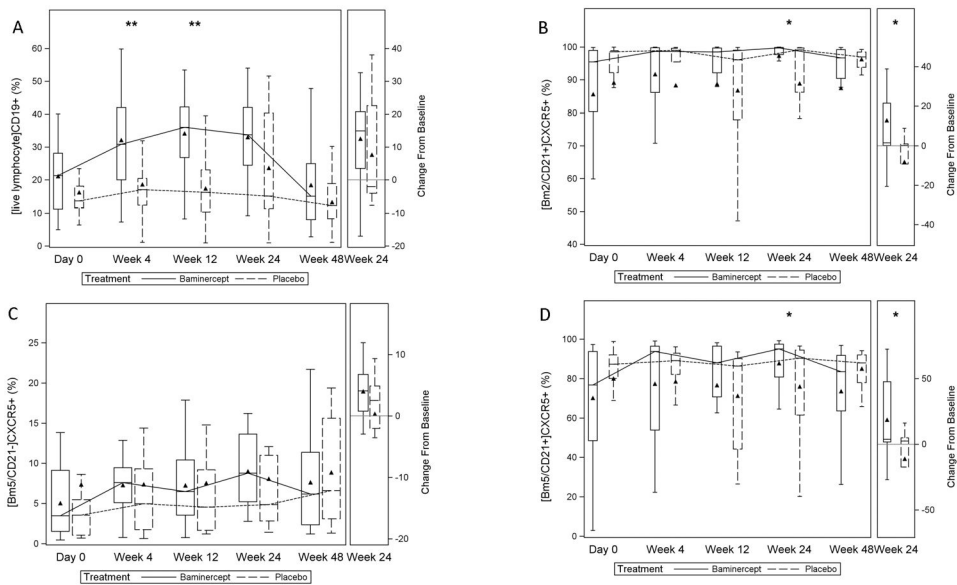 A
**
**
[live lymphocyte]CD19+ (%)
60
50
40
30
20
10
0
40
30
20
10
0
-10
-20
Change From Baseline
Day 0 Week 4 Week 12 Week 24 Week 48 Week 24
Treatment Baminercept Placebo
B
*
*
[Bm2/CD21+]CXCR5+ (%)
100
90
80
70
60
50
40
40
20
0
-20
-40
Change From Baseline
Day 0 Week 4 Week 12 Week 24 Week 48 Week 24
Treatment Baminercept Placebo
C
[Bm5/CD21-]CXCR5+ (%)
25
20
15
10
5
0
10
0
-10
-20
Change From Baseline
Day 0 Week 4 Week 12 Week 24 Week 48 Week 24
Treatment Baminercept Placebo
D
*
*
[Bm5/CD21+]CXCR5+ (%)
100
80
60
40
20
0
50
0
-50
Change From Baseline
Day 0 Week 4 Week 12 Week 24 Week 48 Week 24
Treatment Baminercept Placebo